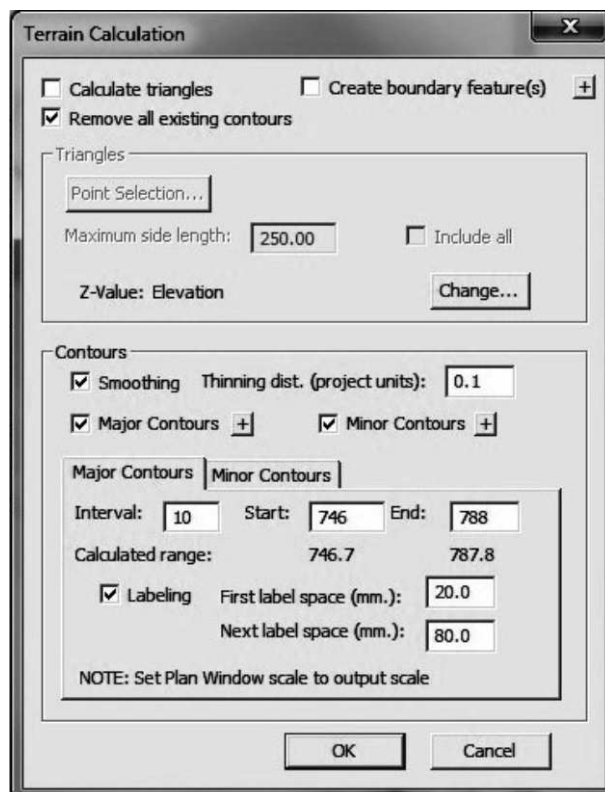 Terrain Calculation
Calculate triangles Create boundary feature(s) +
Remove all existing contours
Triangles
Point Selection...
Maximum side length: 250.00 Include all
Z-Value: Elevation Change...
Contours
Smoothing Thinning dist. (project units): 0.1
Major Contours + Minor Contours +
Major Contours Minor Contours
Interval: 10 Start: 746 End: 788
Calculated range: 746.7 787.8
Labeling First label space (mm.): 20.0
Next label space (mm.): 80.0
NOTE: Set Plan Window scale to output scale
OK Cancel